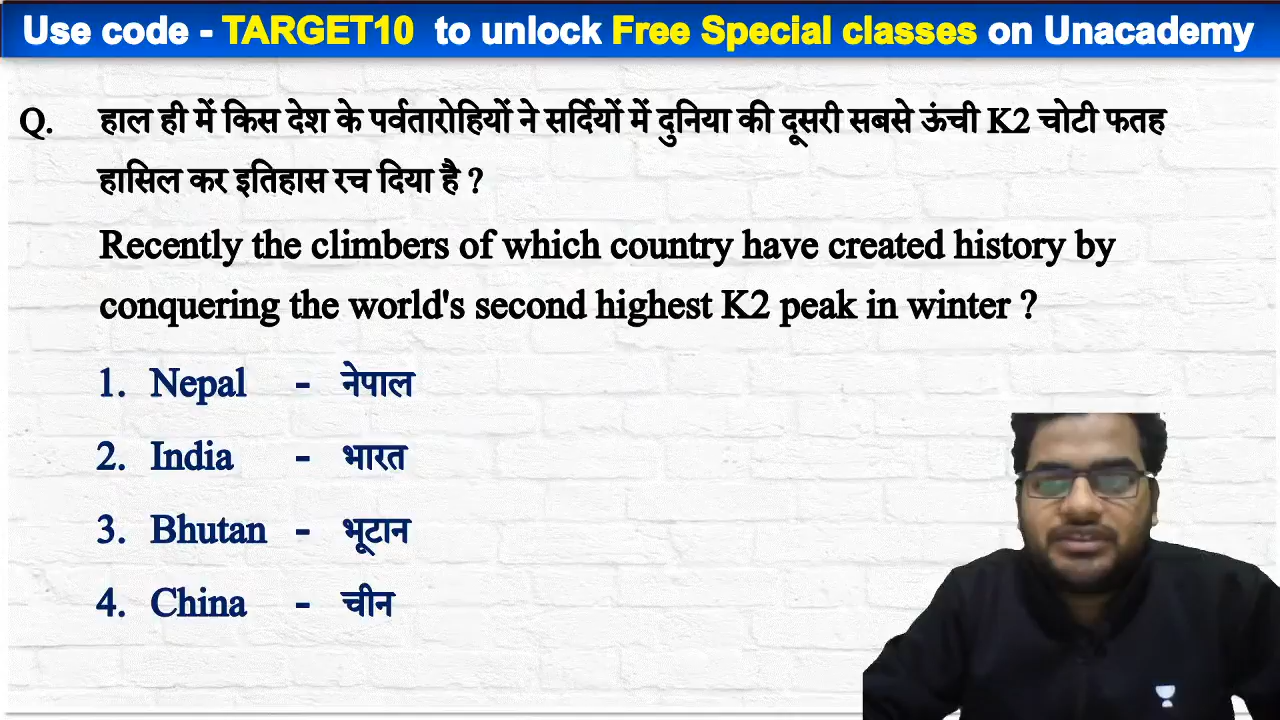 Use code - TARGET10 to unlock Free Special classes on Unacademy
Q. हाल ही में किस देश के पर्वतारोहियों ने सर्दियों में दुनिया की दूसरी सबसे ऊंची K2 चोटी फतह
हासिल कर इतिहास रच दिया है ?
Recently the climbers of which country have created history by
conquering the world's second highest K2 peak in winter ?
1. Nepal - नेपाल
2. India - भारत
3. Bhutan - भूटान
4. China - चीन